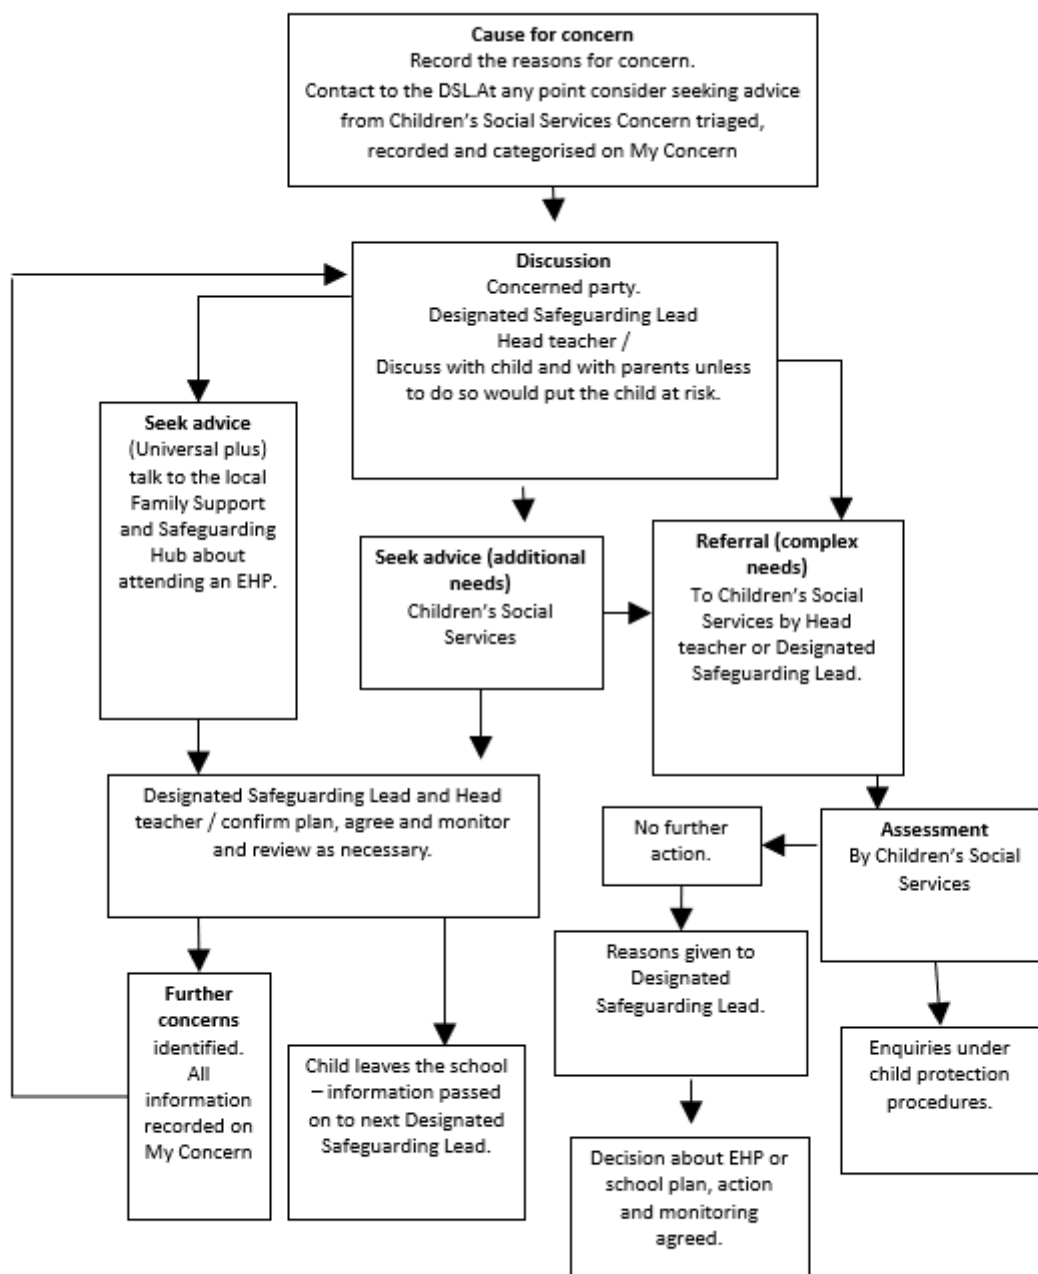 Cause for concern
Record the reasons for concern.
Contact to the DSL.At any point consider seeking advice
from Children's Social Services Concern triaged,
recorded and categorised on My Concern
Discussion
Concerned party.
Designated Safeguarding Lead
Head teacher /
Discuss with child and with parents unless
to do so would put the child at risk.
Seek advice
(Universal plus)
talk to the local
Family Support
and Safeguarding
Hub about
attending an EHP.
Seek advice (additional
needs)
Children's Social
Services
Referral (complex
needs)
To Children's Social
Services by Head
teacher or Designated
Safeguarding Lead.
Designated Safeguarding Lead and Head
teacher / confirm plan, agree and monitor
and review as necessary.
No further
action.
Assessment
By Children's Social
Services
Reasons given to
Designated
Safeguarding Lead.
Further
concerns
identified.
All
information
recorded on
My Concern
Child leaves the school
– information passed
on to next Designated
Safeguarding Lead.
Enquiries under
child protection
procedures.
Decision about EHP or
school plan, action
and monitoring
agreed.